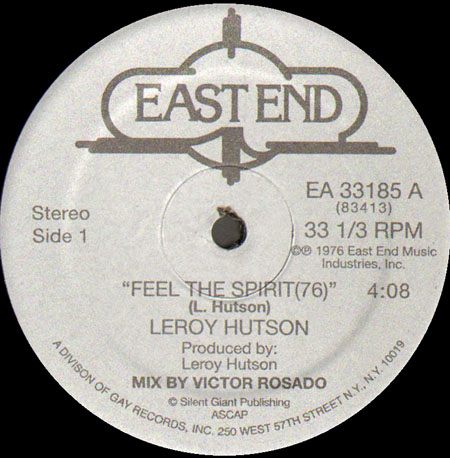 EAST END
EA 33185 A
(83413)
Stereo
Side 1
33 1/3 RPM
©℗ 1976 East End Music
Industries, Inc.
"FEEL THE SPIRIT(76)" 4:08
(L. Hutson)
LEROY HUTSON
Produced by:
Leroy Hutson
MIX BY VICTOR ROSADO
© Silent Giant Publishing
ASCAP
A DIVISION OF GAY RECORDS, INC. 250 WEST 57TH STREET N.Y., N.Y. 10019